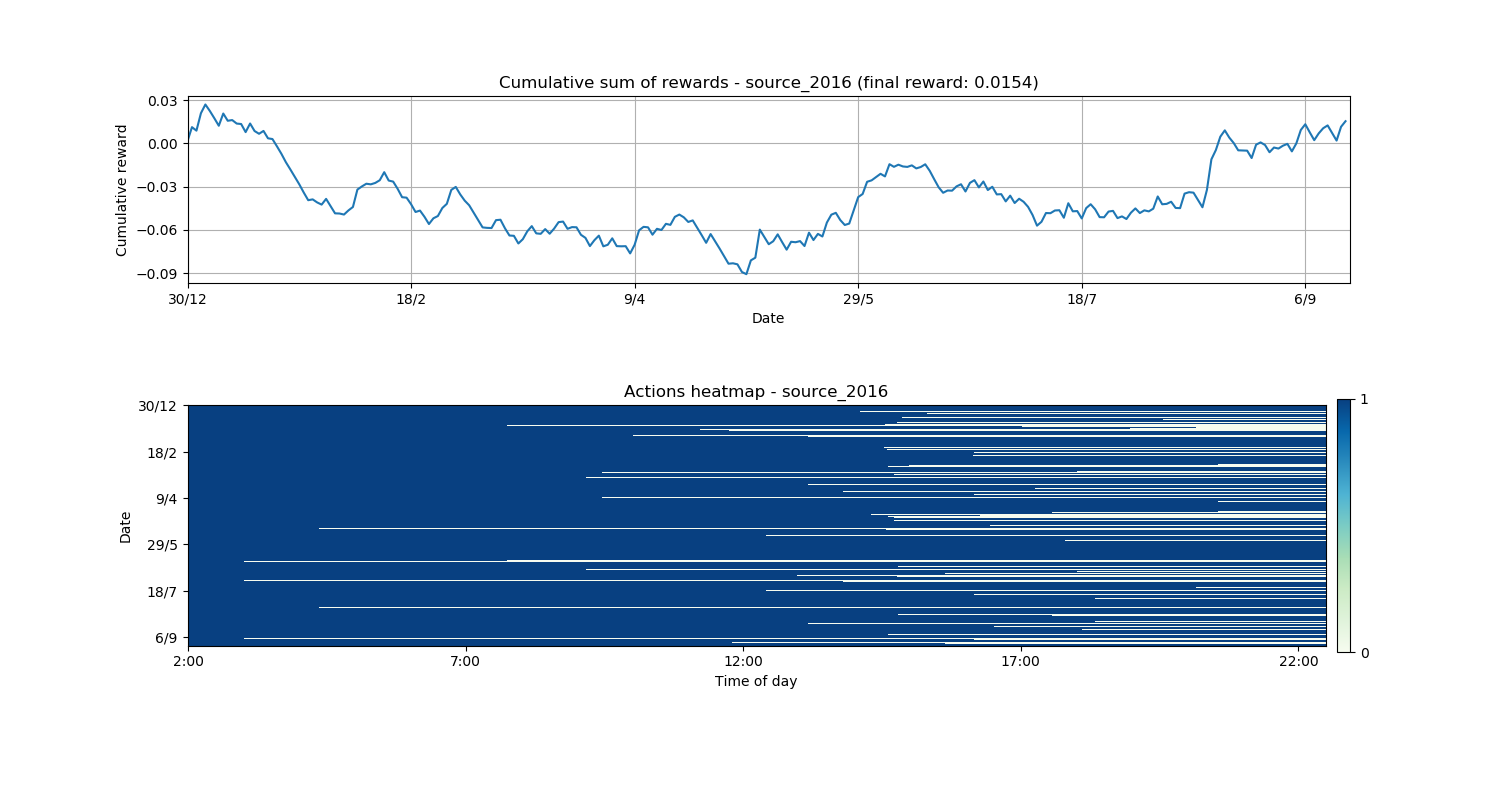 Cumulative sum of rewards - source_2016 (final reward: 0.0154)
Cumulative reward
0.03
0.00
−0.03
−0.06
−0.09
30/12 18/2 9/4 29/5 18/7 6/9
Date
Actions heatmap - source_2016
Date
30/12
18/2
9/4
29/5
18/7
6/9
2:00 7:00 12:00 17:00 22:00
Time of day
1
0